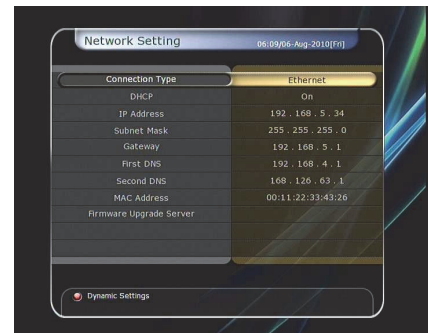 Network Setting 06:09/06-Aug-2010[Fri]
Connection Type Ethernet
DHCP On
IP Address 192 . 168 . 5 . 34
Subnet Mask 255 . 255 . 255 . 0
Gateway 192 . 168 . 5 . 1
First DNS 192 . 168 . 4 . 1
Second DNS 168 . 126 . 63 . 1
MAC Address 00:11:22:33:43:26
Firmware Upgrade Server
Dynamic Settings